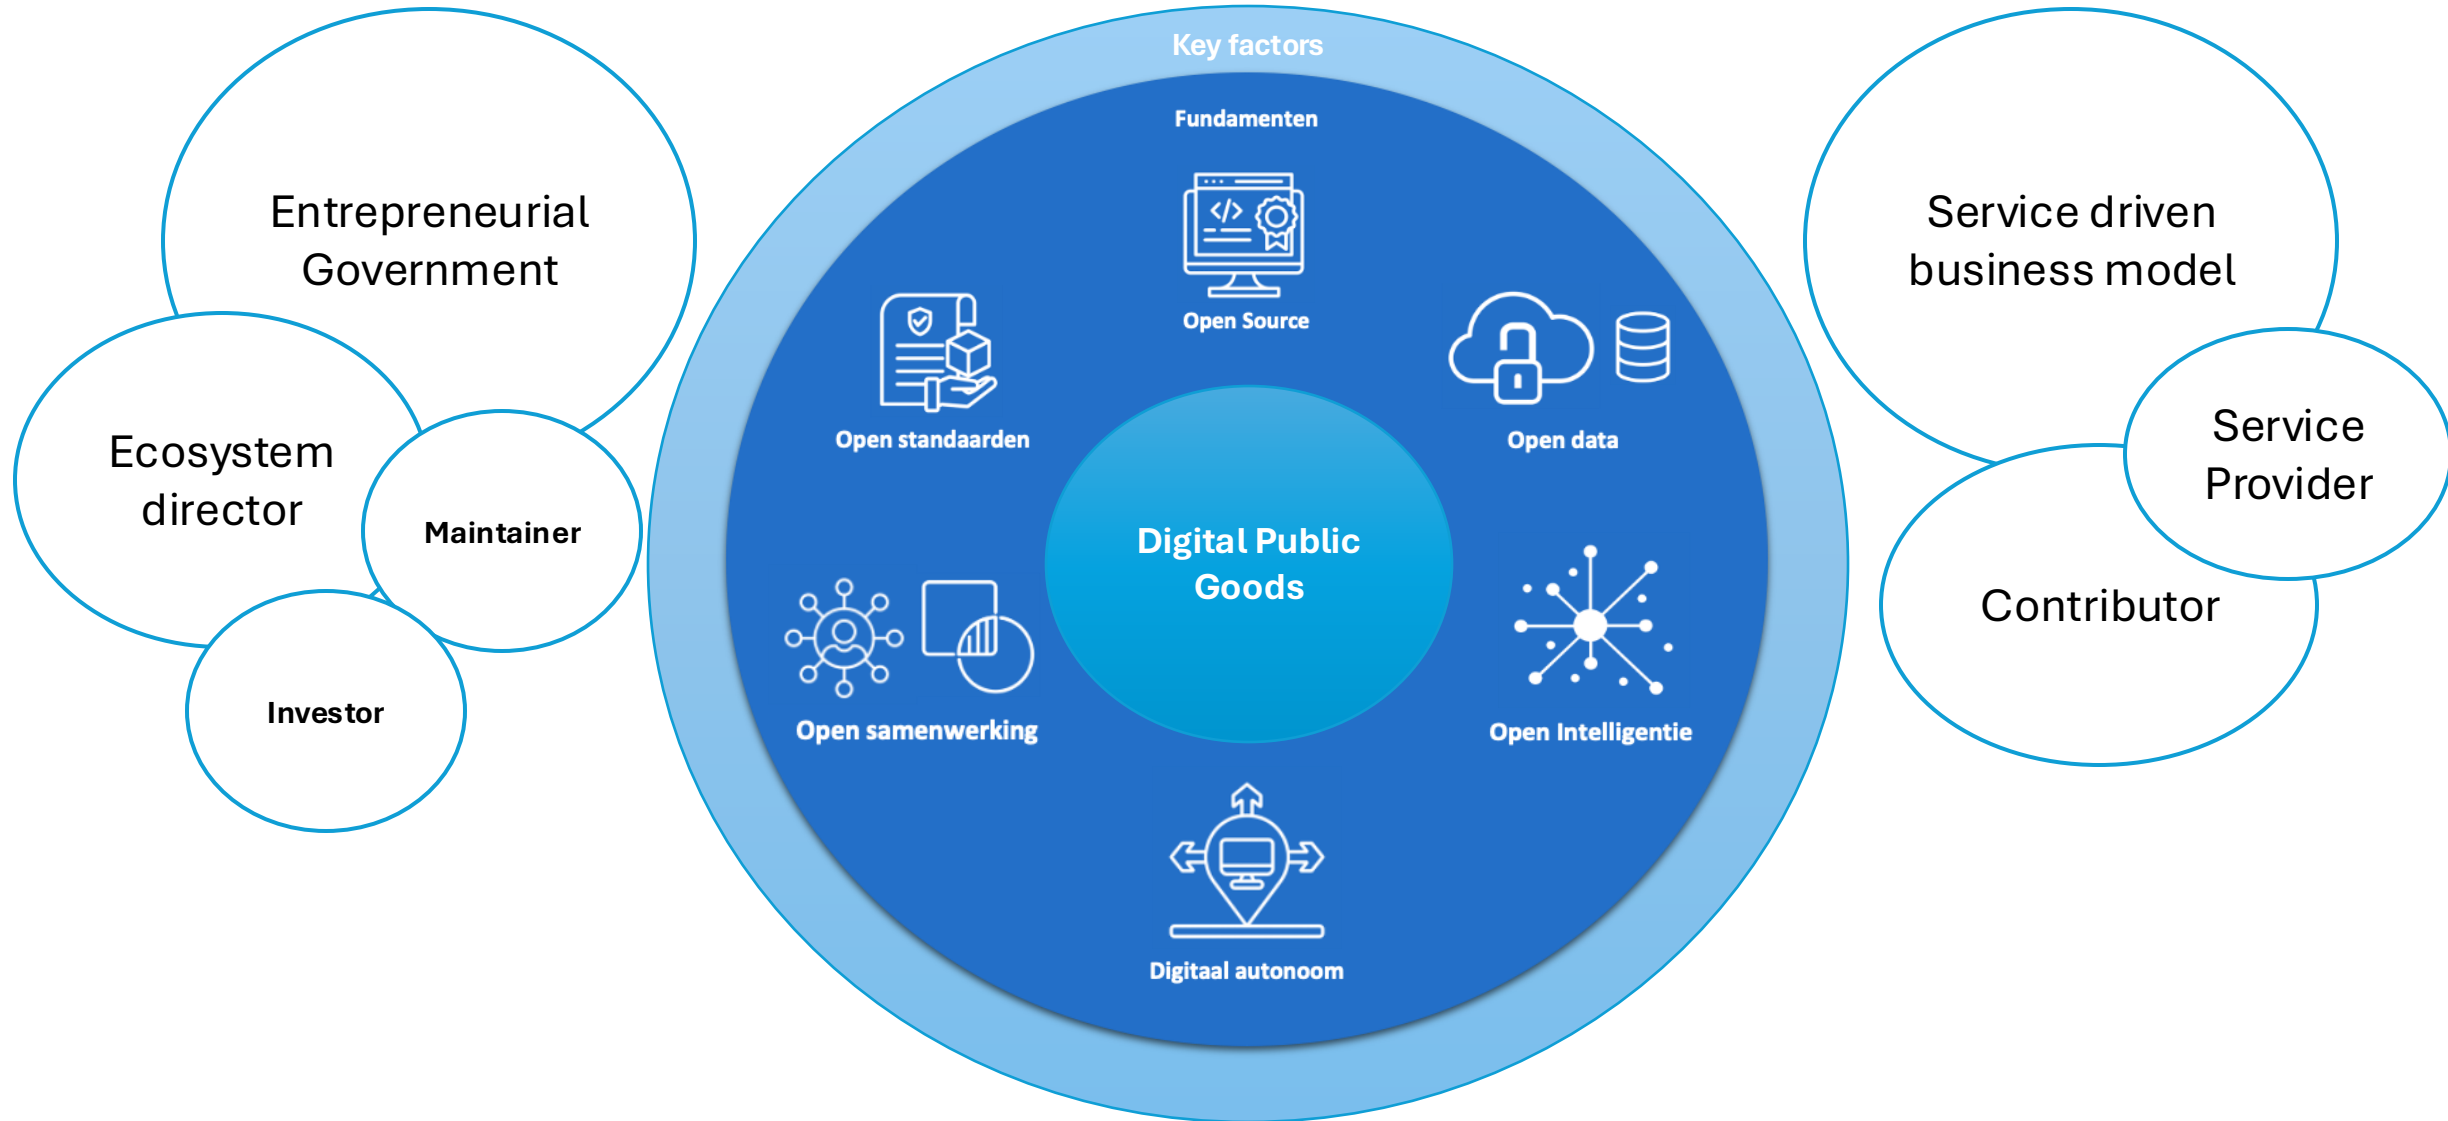 Entrepreneurial
Government
Ecosystem
director
Maintainer
Investor
Key factors
Fundamenten
Open Source
Open standaarden
Open data
Digital Public
Goods
Open samenwerking
Open Intelligentie
Digitaal autonoom
Service driven
business model
Service
Provider
Contributor